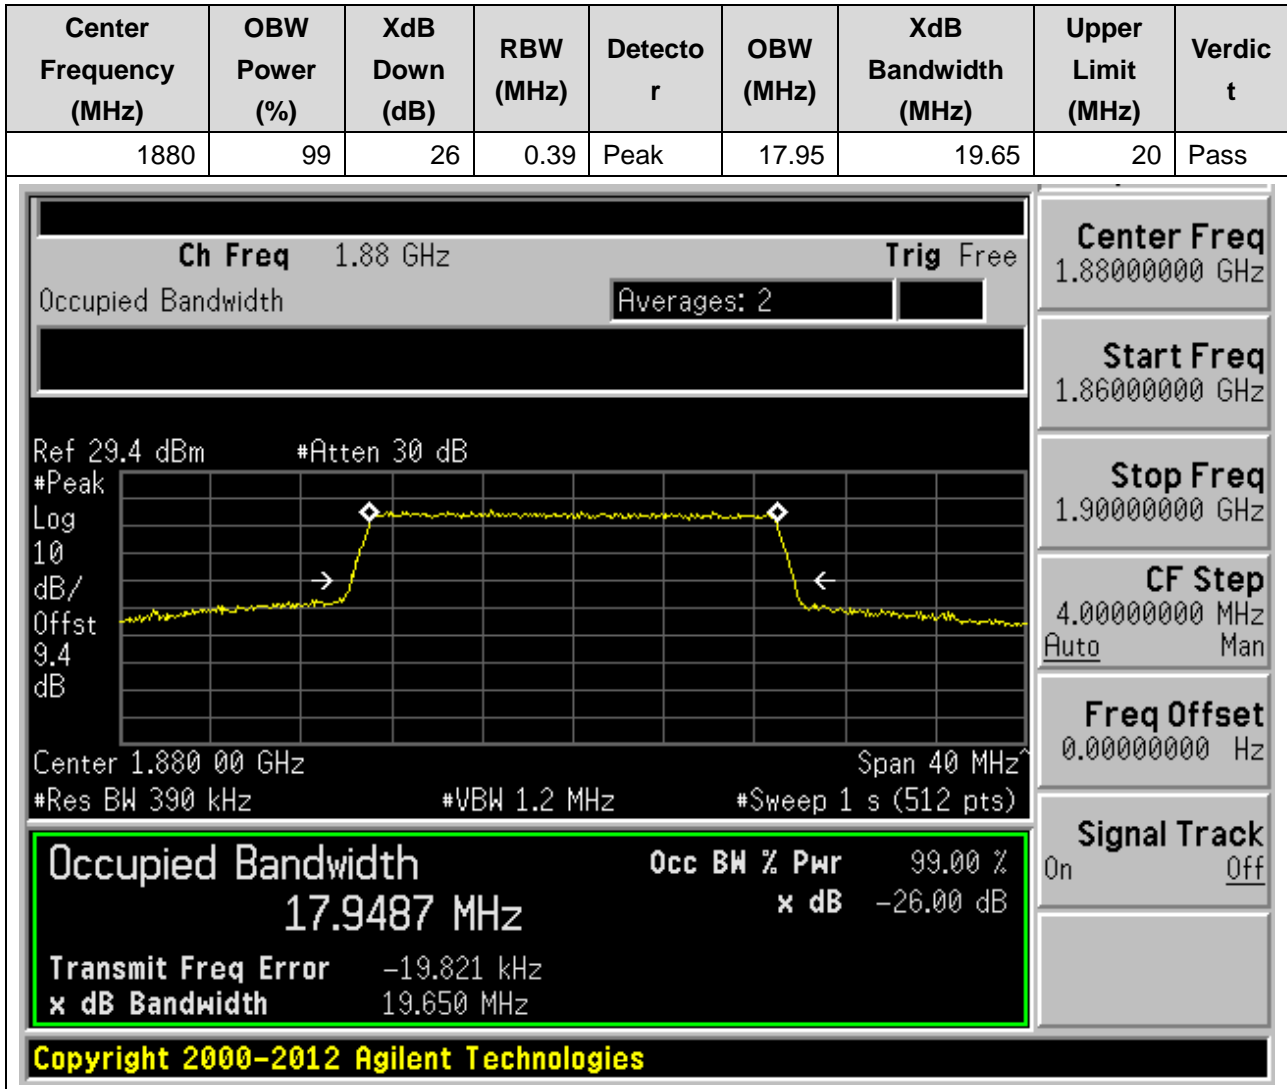 Center Frequency (MHz) OBW Power (%) XdB Down (dB) RBW (MHz) Detecto r OBW (MHz) XdB Bandwidth (MHz) Upper Limit (MHz) Verdic t
1880 99 26 0.39 Peak 17.95 19.65 20 Pass
Ch Freq 1.88 GHz Trig Free
Occupied Bandwidth Averages: 2
Ref 29.4 dBm #Atten 30 dB
#Peak
Log
10
dB/
Offst
9.4
dB
Center 1.880 00 GHz Span 40 MHz^
#Res BW 390 kHz #VBW 1.2 MHz #Sweep 1 s (512 pts)
Occupied Bandwidth Occ BW % Pwr 99.00 %
17.9487 MHz x dB -26.00 dB
Transmit Freq Error -19.821 kHz
x dB Bandwidth 19.650 MHz
Copyright 2000-2012 Agilent Technologies
Center Freq
1.88000000 GHz
Start Freq
1.86000000 GHz
Stop Freq
1.90000000 GHz
CF Step
4.00000000 MHz
Auto Man
Freq Offset
0.00000000 Hz
Signal Track
On Off